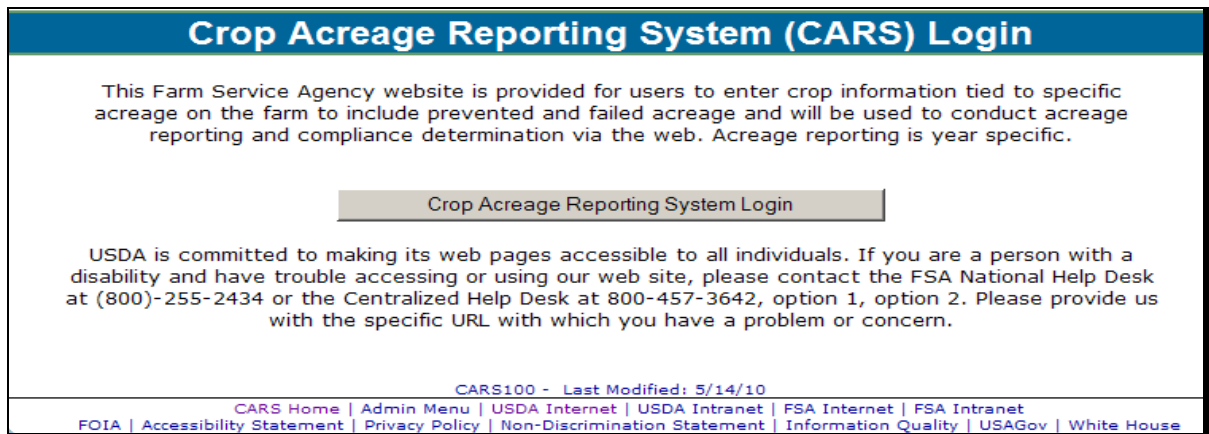 Crop Acreage Reporting System (CARS) Login
This Farm Service Agency website is provided for users to enter crop information tied to specific
acreage on the farm to include prevented and failed acreage and will be used to conduct acreage
reporting and compliance determination via the web. Acreage reporting is year specific.
Crop Acreage Reporting System Login
USDA is committed to making its web pages accessible to all individuals. If you are a person with a
disability and have trouble accessing or using our web site, please contact the FSA National Help Desk
at (800)-255-2434 or the Centralized Help Desk at 800-457-3642, option 1, option 2. Please provide us
with the specific URL with which you have a problem or concern.
CARS100 - Last Modified: 5/14/10
CARS Home | Admin Menu | USDA Internet | USDA Intranet | FSA Internet | FSA Intranet
FOIA | Accessibility Statement | Privacy Policy | Non-Discrimination Statement | Information Quality | USAGov | White House